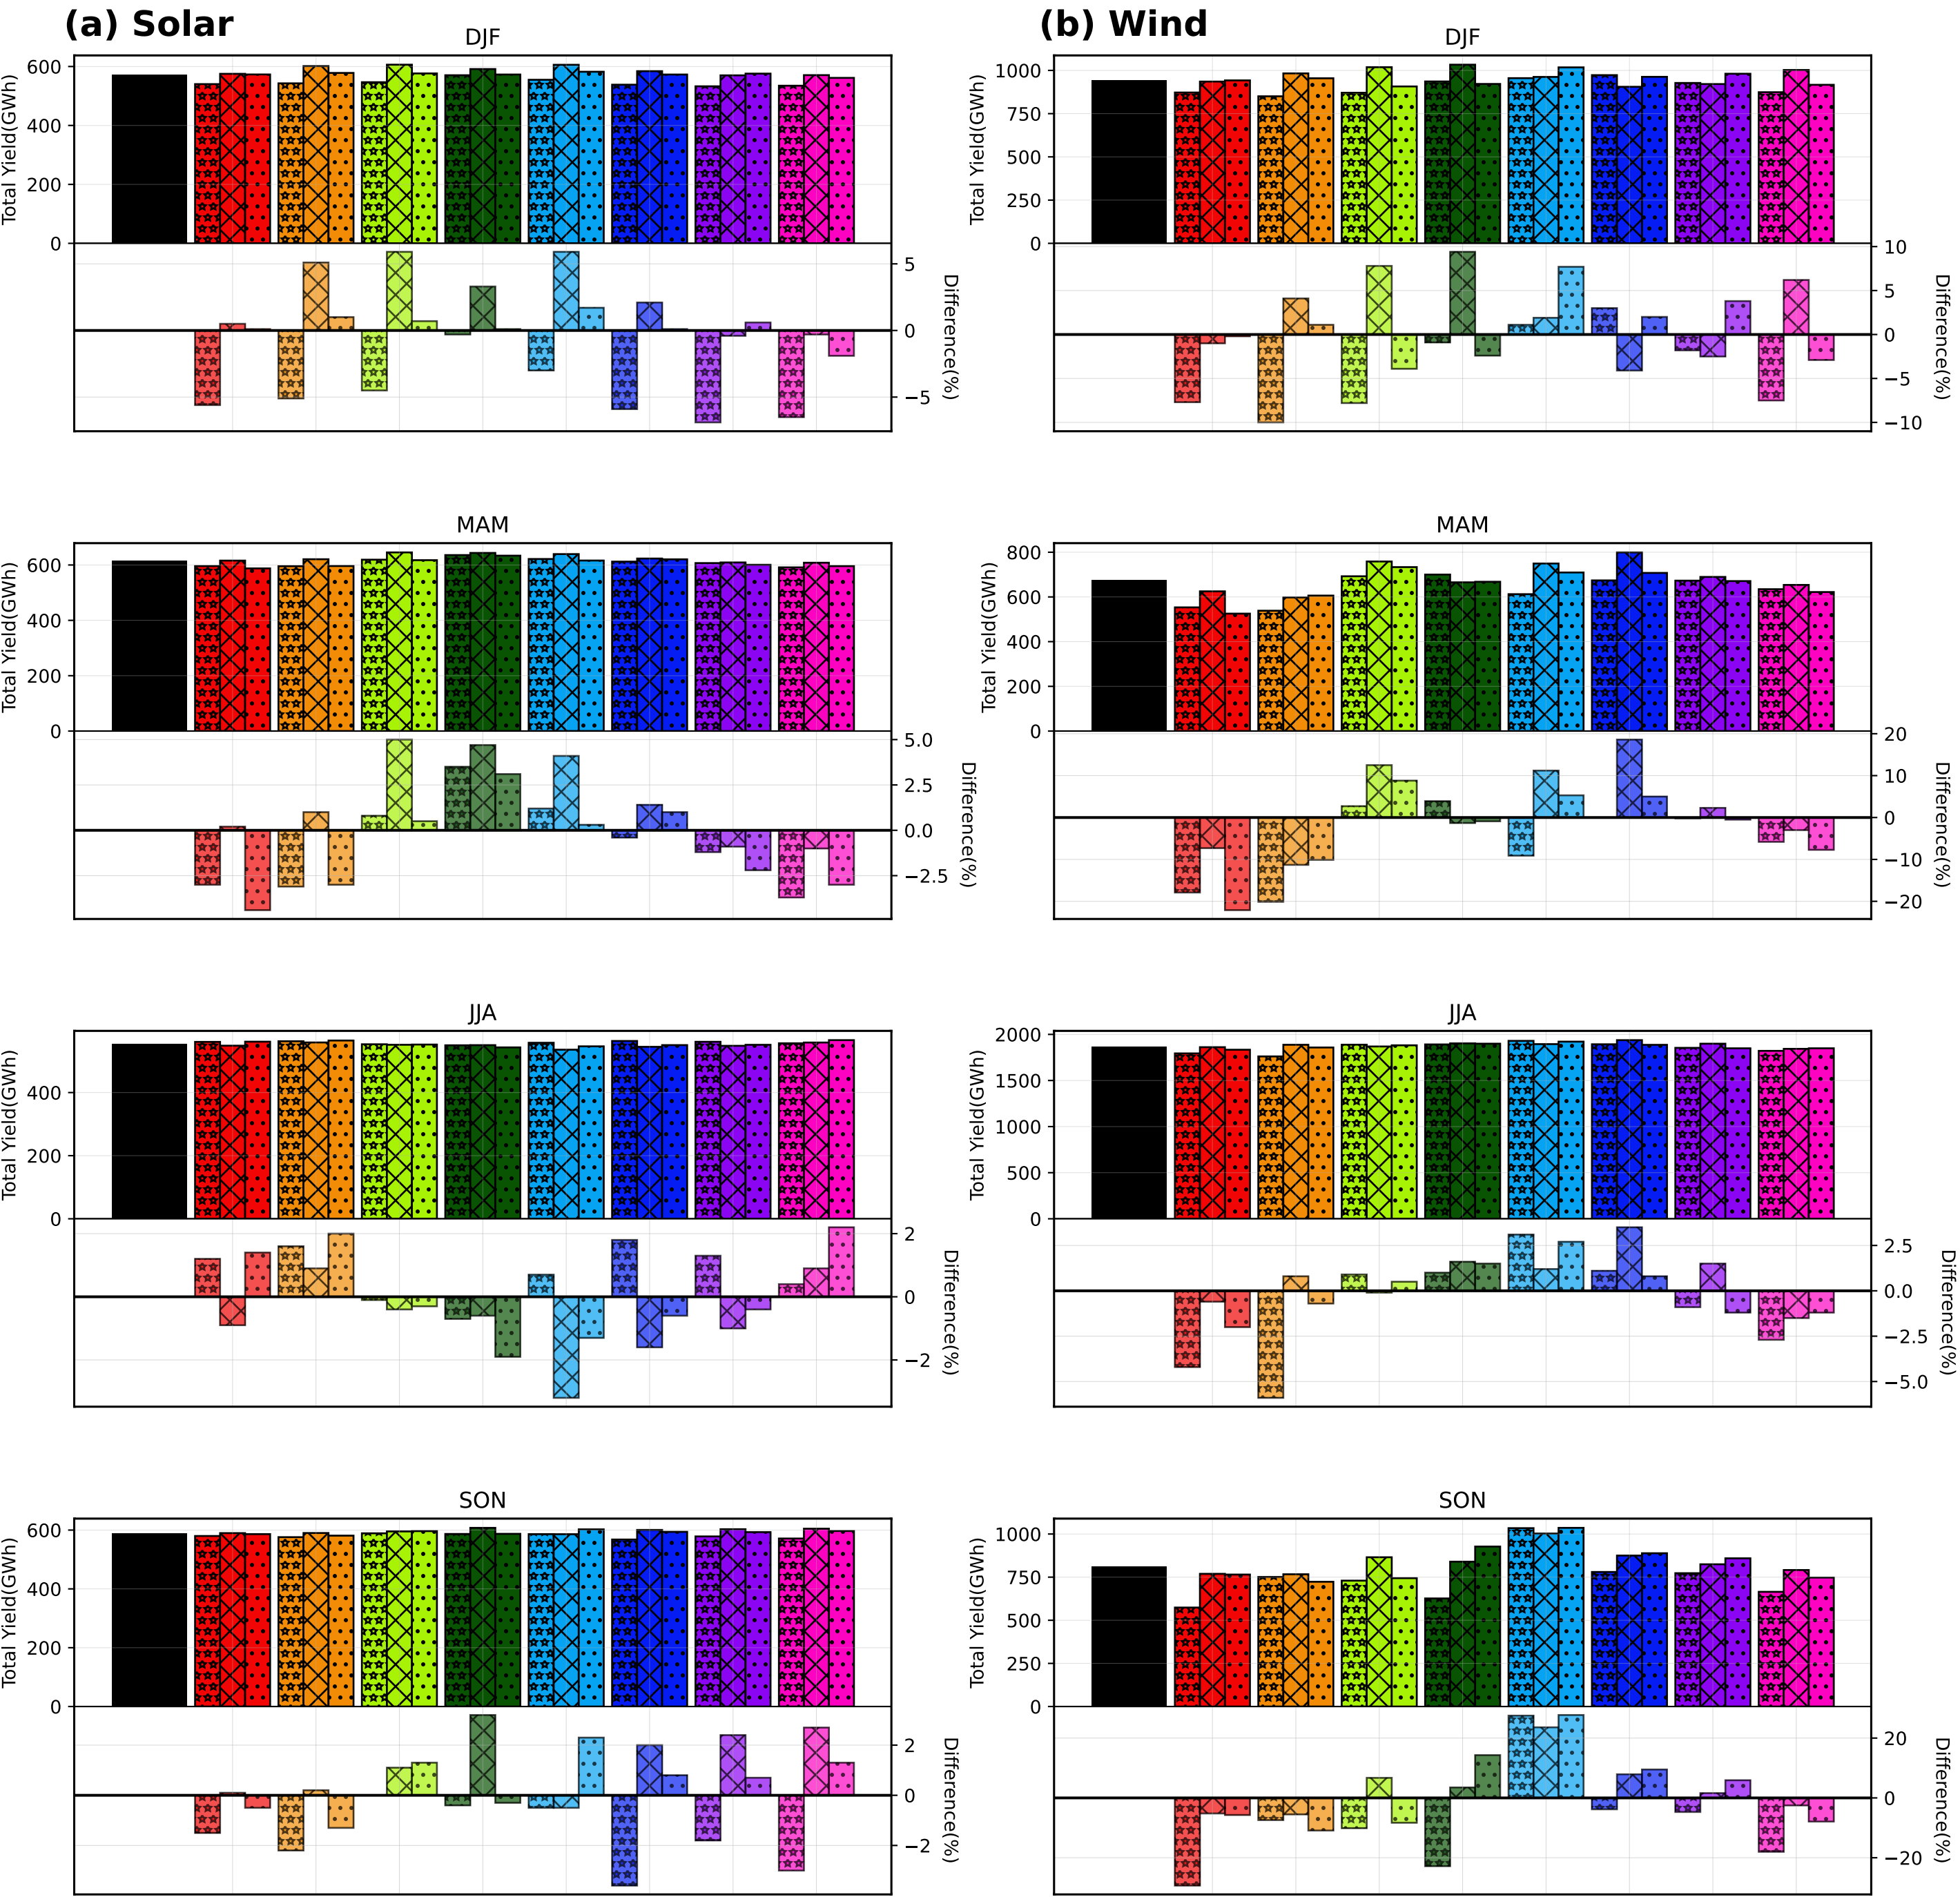 (a) Solar
DJF
Total Yield(GWh)
600
400
200
0
5
0
−5
Difference(%)
MAM
Total Yield(GWh)
600
400
200
0
5.0
2.5
0.0
−2.5
Difference(%)
JJA
Total Yield(GWh)
400
200
0
2
0
−2
Difference(%)
SON
Total Yield(GWh)
600
400
200
0
2
0
−2
Difference(%)
(b) Wind
DJF
Total Yield(GWh)
1000
750
500
250
0
10
5
0
−5
−10
Difference(%)
MAM
Total Yield(GWh)
800
600
400
200
0
20
10
0
−10
−20
Difference(%)
JJA
Total Yield(GWh)
2000
1500
1000
500
0
2.5
0.0
−2.5
−5.0
Difference(%)
SON
Total Yield(GWh)
1000
750
500
250
0
20
0
−20
Difference(%)